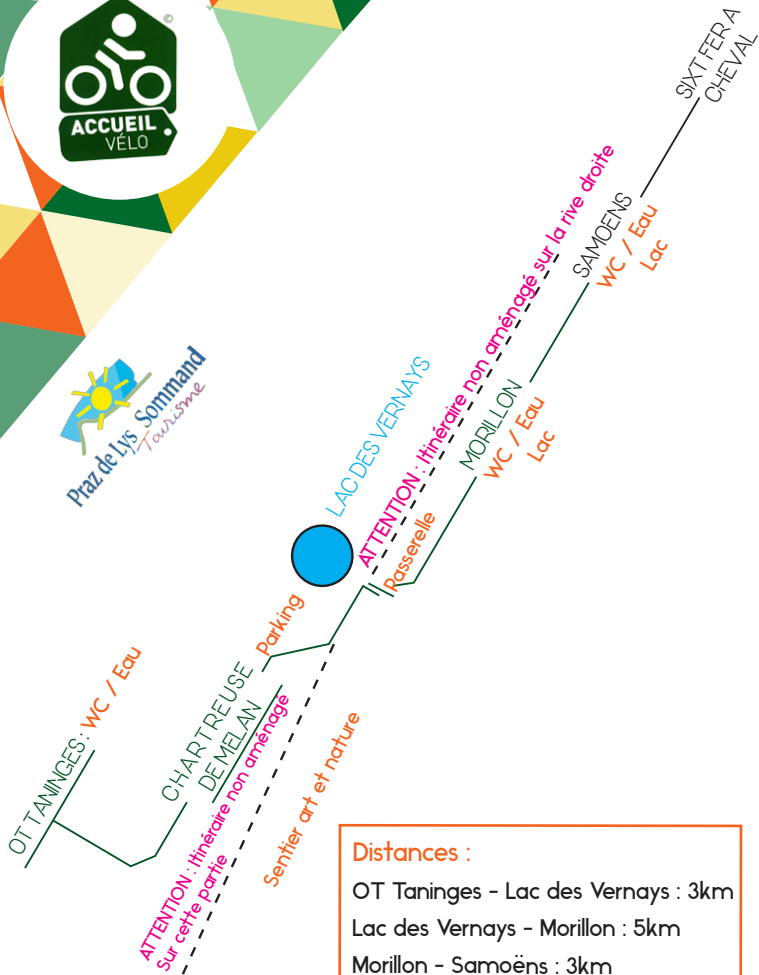 ©
ACCUEIL
VÉLO
SIXT FER A
CHEVAL
SAMOENS
WC / Eau
Lac
ATTENTION : Itinéraire non aménagé sur la rive droite
Praz de Lys Sommand
Tourisme
LAC DES VERNAYS
MORILLON
WC / Eau
Lac
Passerelle
Parking
CHARTREUSE
DE MELAN
OT TANINGES : WC / Eau
ATTENTION : Itinéraire non aménagé
Sur cette partie
Sentier art et nature
Distances :
OT Taninges - Lac des Vernays : 3km
Lac des Vernays - Morillon : 5km
Morillon - Samoëns : 3km